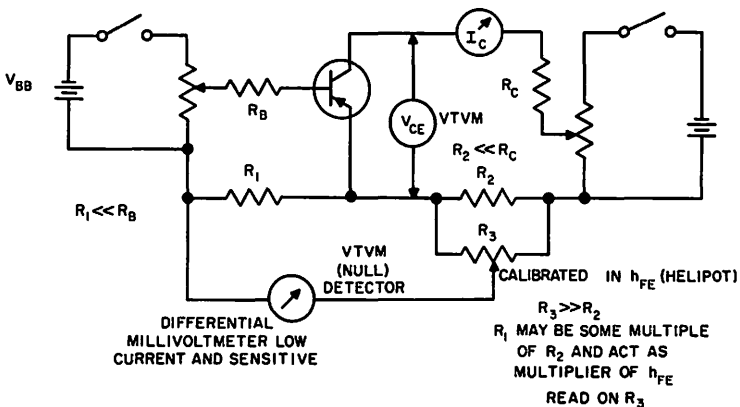 V_BB
R_B
I_C
R_C
V_CE
VTVM
R_2 << R_C
R_1
R_2
R_1 << R_B
R_3
VTVM
(NULL)
DETECTOR
CALIBRATED IN h_FE (HELIPOT)
DIFFERENTIAL
MILLIVOLTMETER LOW
CURRENT AND SENSITIVE
R_3 >> R_2
R_1 MAY BE SOME MULTIPLE
OF R_2 AND ACT AS
MULTIPLIER OF h_FE
READ ON R_3